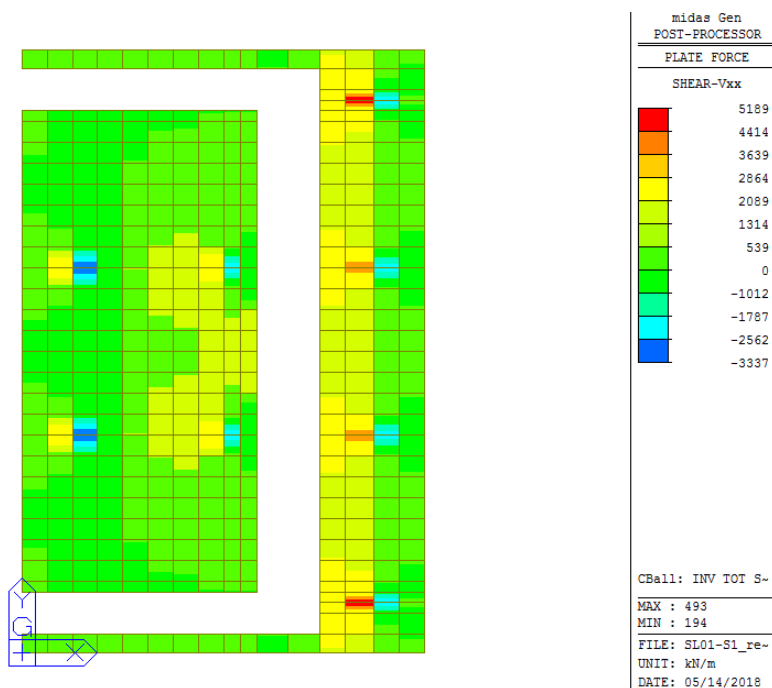 midas Gen
POST-PROCESSOR
PLATE FORCE
SHEAR-Vxx
5189
4414
3639
2864
2089
1314
539
0
-1012
-1787
-2562
-3337
CBall: INV TOT S~
MAX : 493
MIN : 194
FILE: SL01-S1_re~
UNIT: kN/m
DATE: 05/14/2018
Y
G
X